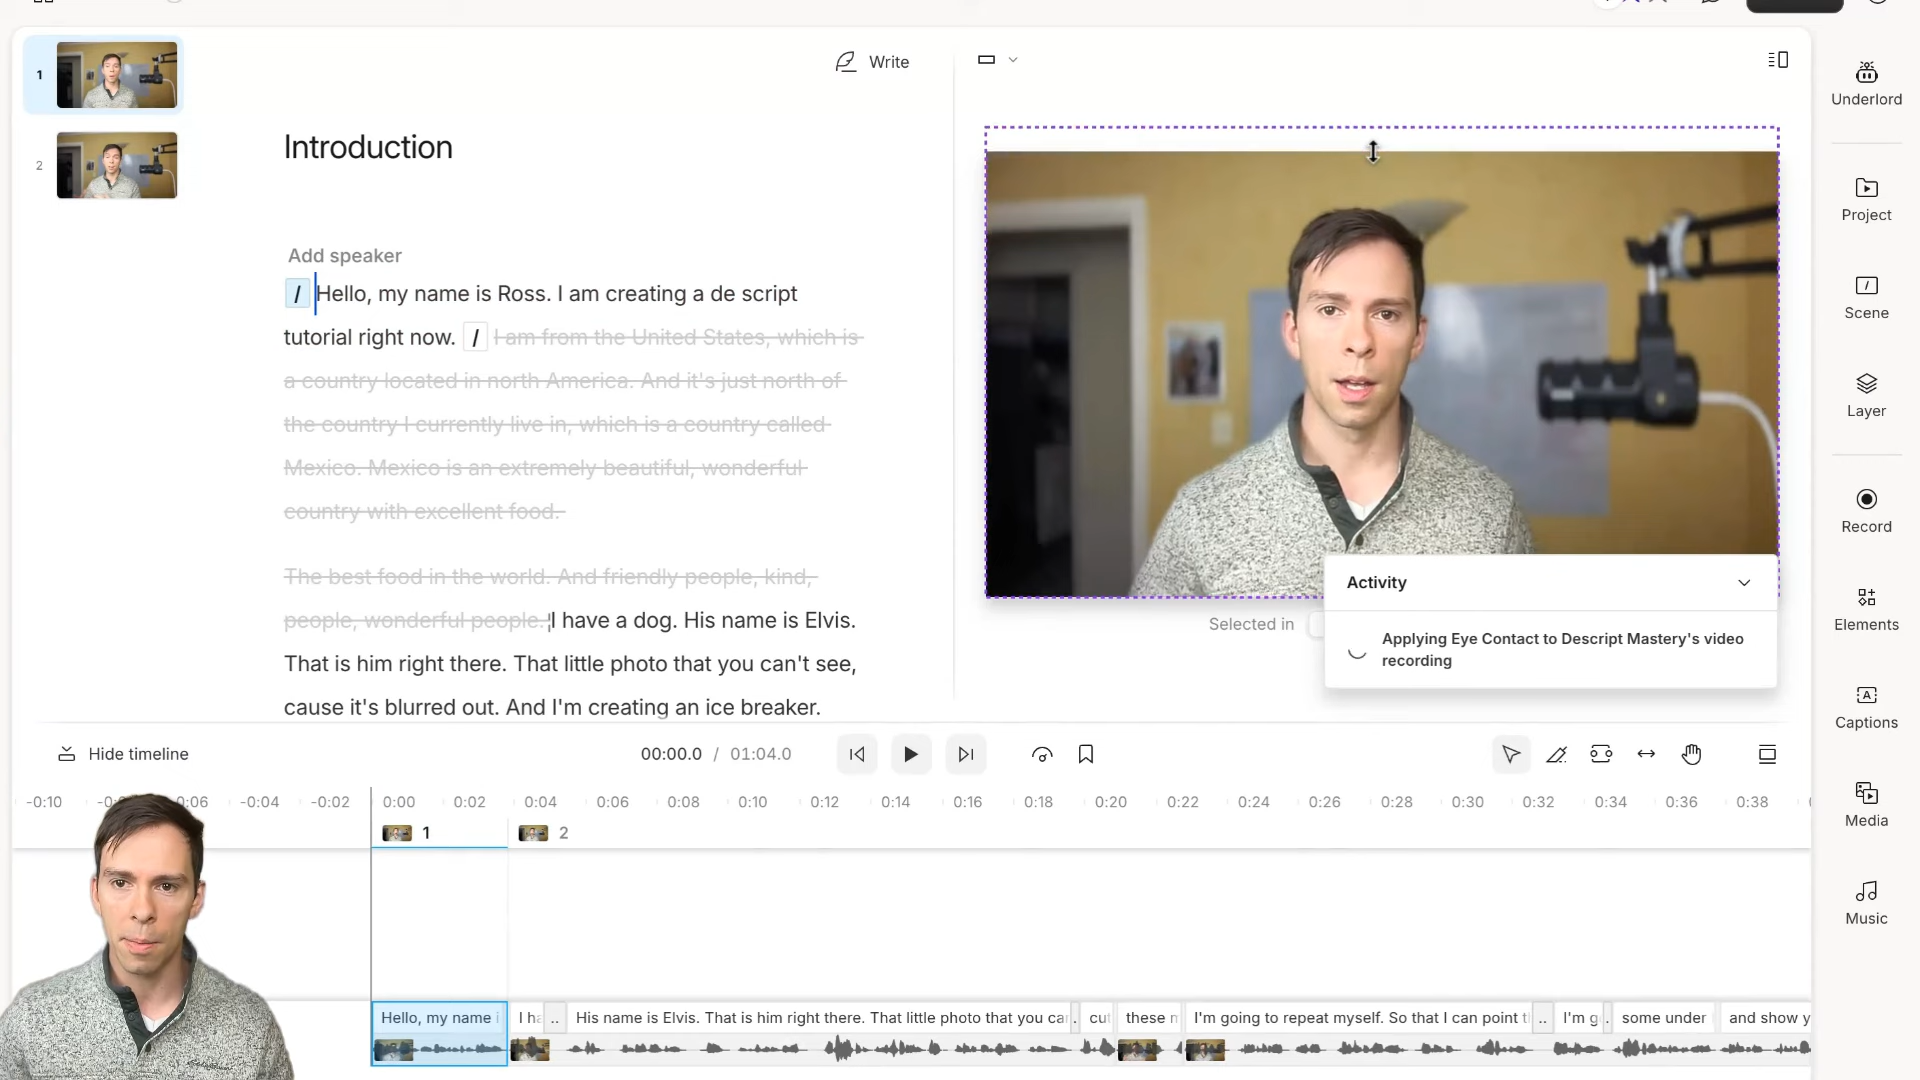 1
2
Write
Introduction
Add speaker
/ Hello, my name is Ross. I am creating a de script
tutorial right now. / I am from the United States, which is
a country located in north America. And it's just north of
the country I currently live in, which is a country called
Mexico. Mexico is an extremely beautiful, wonderful
country with excellent food.
The best food in the world. And friendly people, kind,
people, wonderful people. I have a dog. His name is Elvis.
That is him right there. That little photo that you can't see,
cause it's blurred out. And I'm creating an ice breaker.
Selected in
Activity
Applying Eye Contact to Descript Mastery's video
recording
Underlord
Project
Scene
Layer
Record
Elements
Captions
Media
Music
Hide timeline
00:00.0 / 01:04.0
-0:10 0:06 -0:04 -0:02 0:00 0:02 0:04 0:06 0:08 0:10 0:12 0:14 0:16 0:18 0:20 0:22 0:24 0:26 0:28 0:30 0:32 0:34 0:36 0:38
1 2
Hello, my name i I ha .. His name is Elvis. That is him right there. That little photo that you ca . cu these I'm going to repeat myself. So that I can point .. I'm g . some under and show y